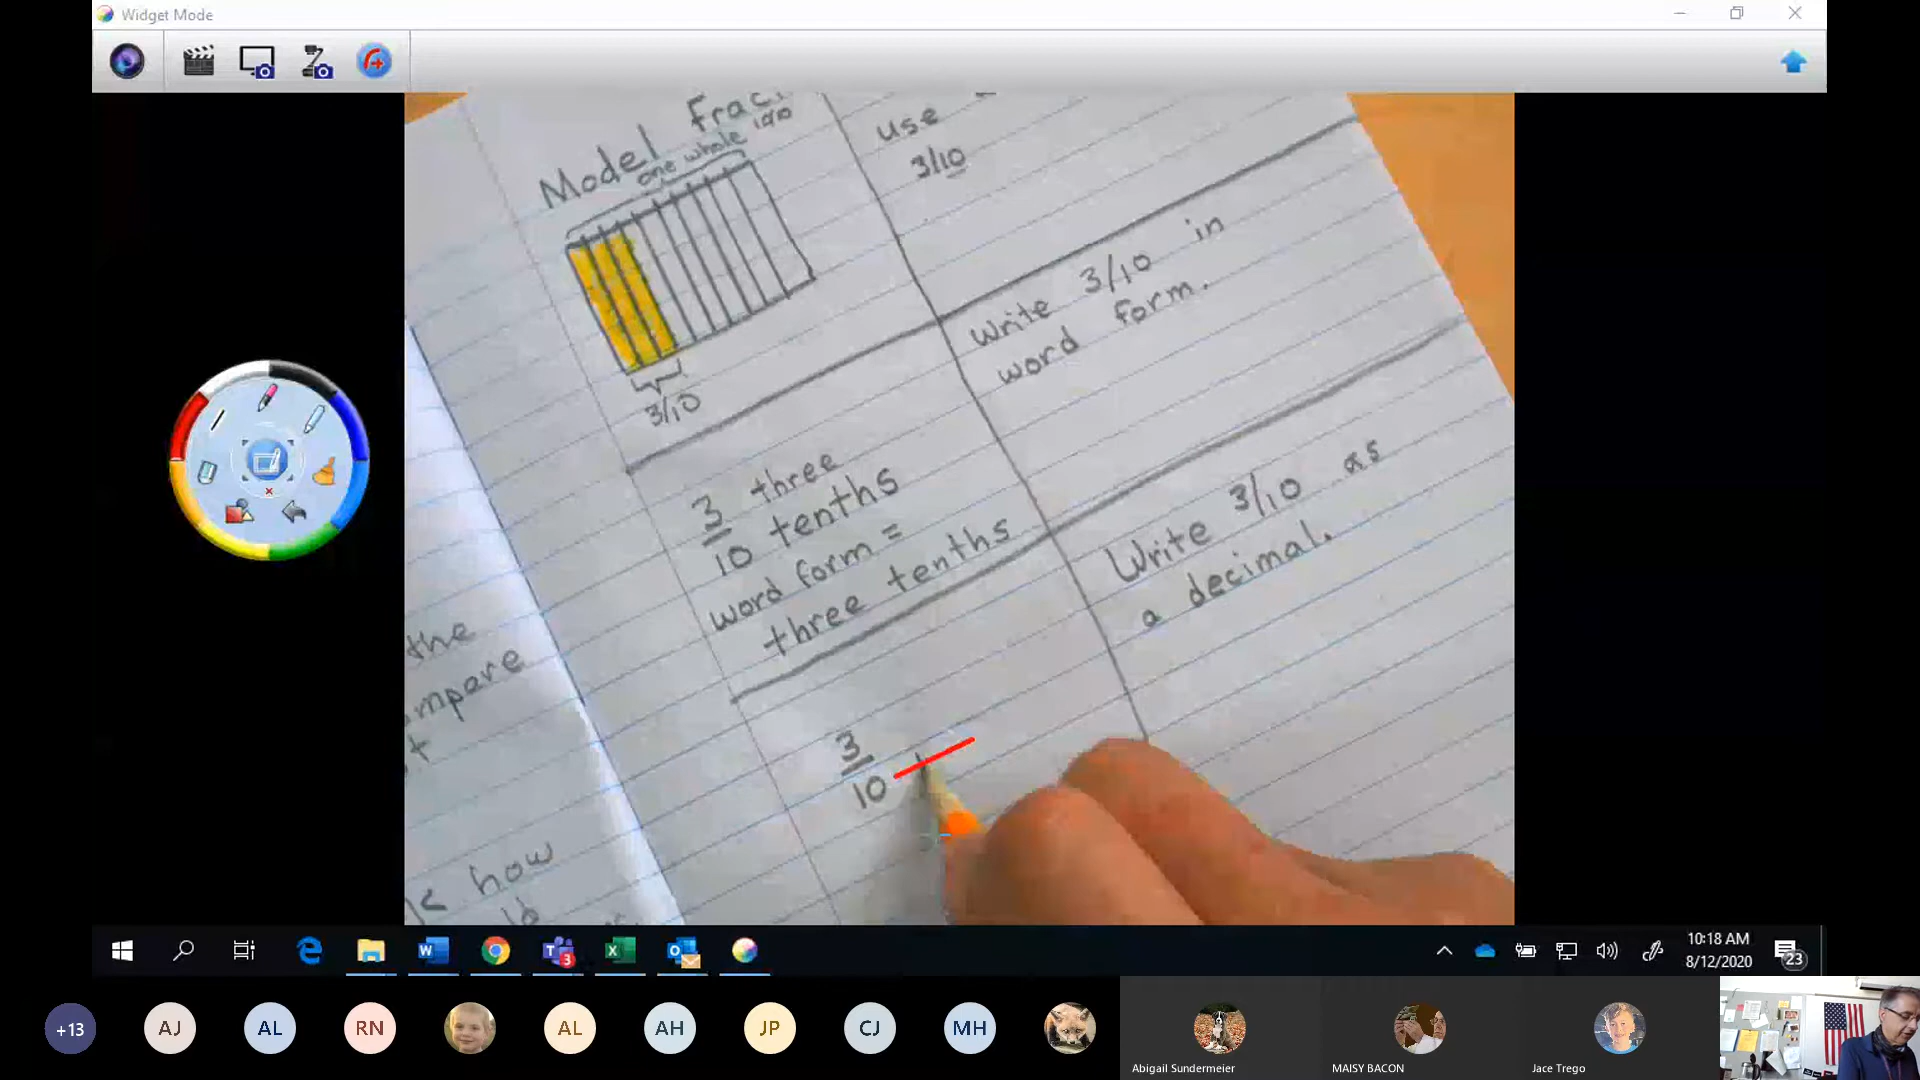 Widget Mode
Model Frac
one whole
use
3/10
3/10
Write 3/10 in
word form.
3 three
10 tenths
word form =
three tenths
Write 3/10 as
a decimal.
3
10
the
ompare
t
how
10:18 AM
8/12/2020
23
3
+13
AJ
AL
RN
AL
AH
JP
CJ
MH
Abigail Sundermeier
MAISY BACON
Jace Trego